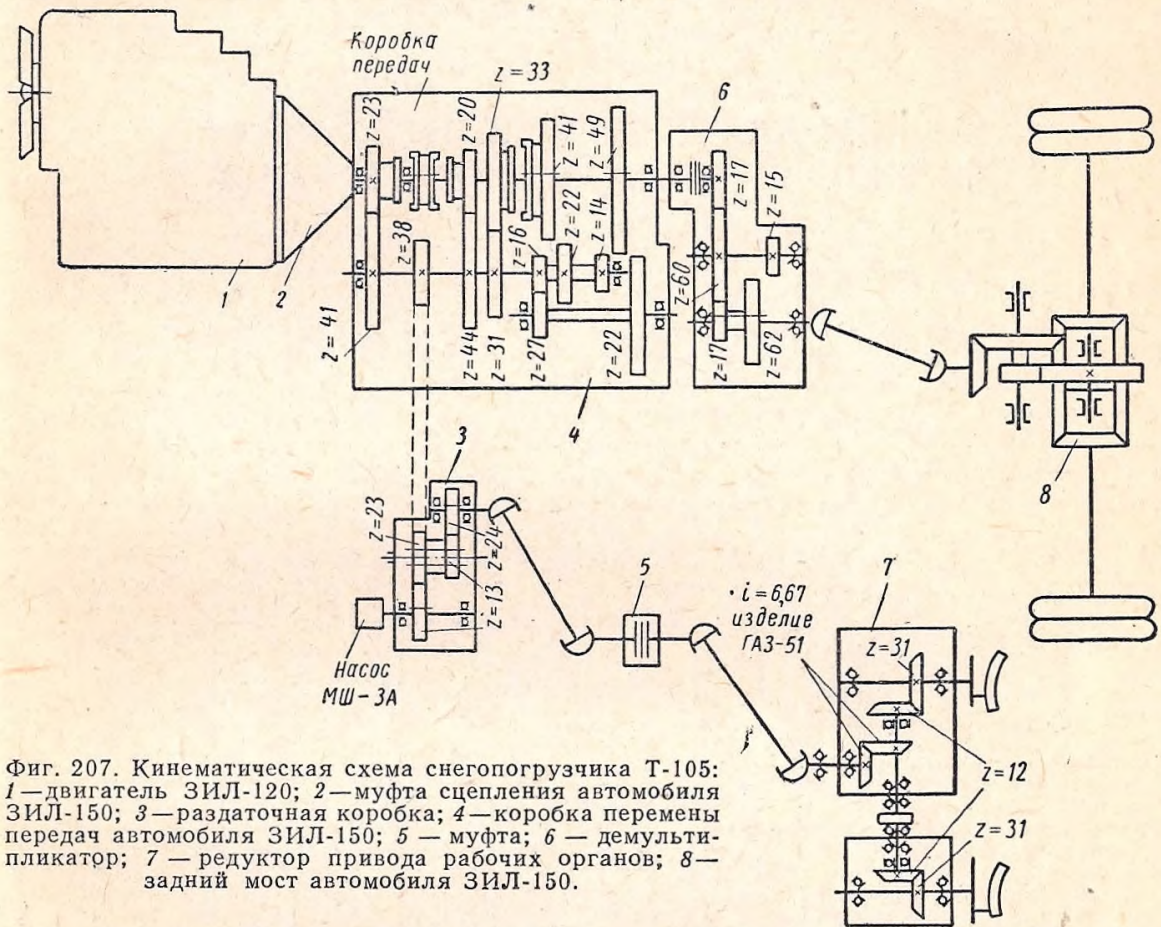 Коробка
передач
z=33
z=23
z=20
z=41
z=49
6
z=17
z=15
z=38
z=16
z=22
z=14
z=60
1
2
z=41
z=44
z=31
z=27
z=22
z=17
z=62
4
8
3
z=23
z=24
z=13
Насос
МШ-3А
5
i=6,67
изделие
ГАЗ-51
7
z=31
z=12
z=31
Фиг. 207. Кинематическая схема снегопогрузчика Т-105:
1—двигатель ЗИЛ-120; 2—муфта сцепления автомобиля
ЗИЛ-150; 3—раздаточная коробка; 4—коробка перемены
передач автомобиля ЗИЛ-150; 5 — муфта; 6 — демульти-
пликатор; 7 — редуктор привода рабочих органов; 8—
задний мост автомобиля ЗИЛ-150.